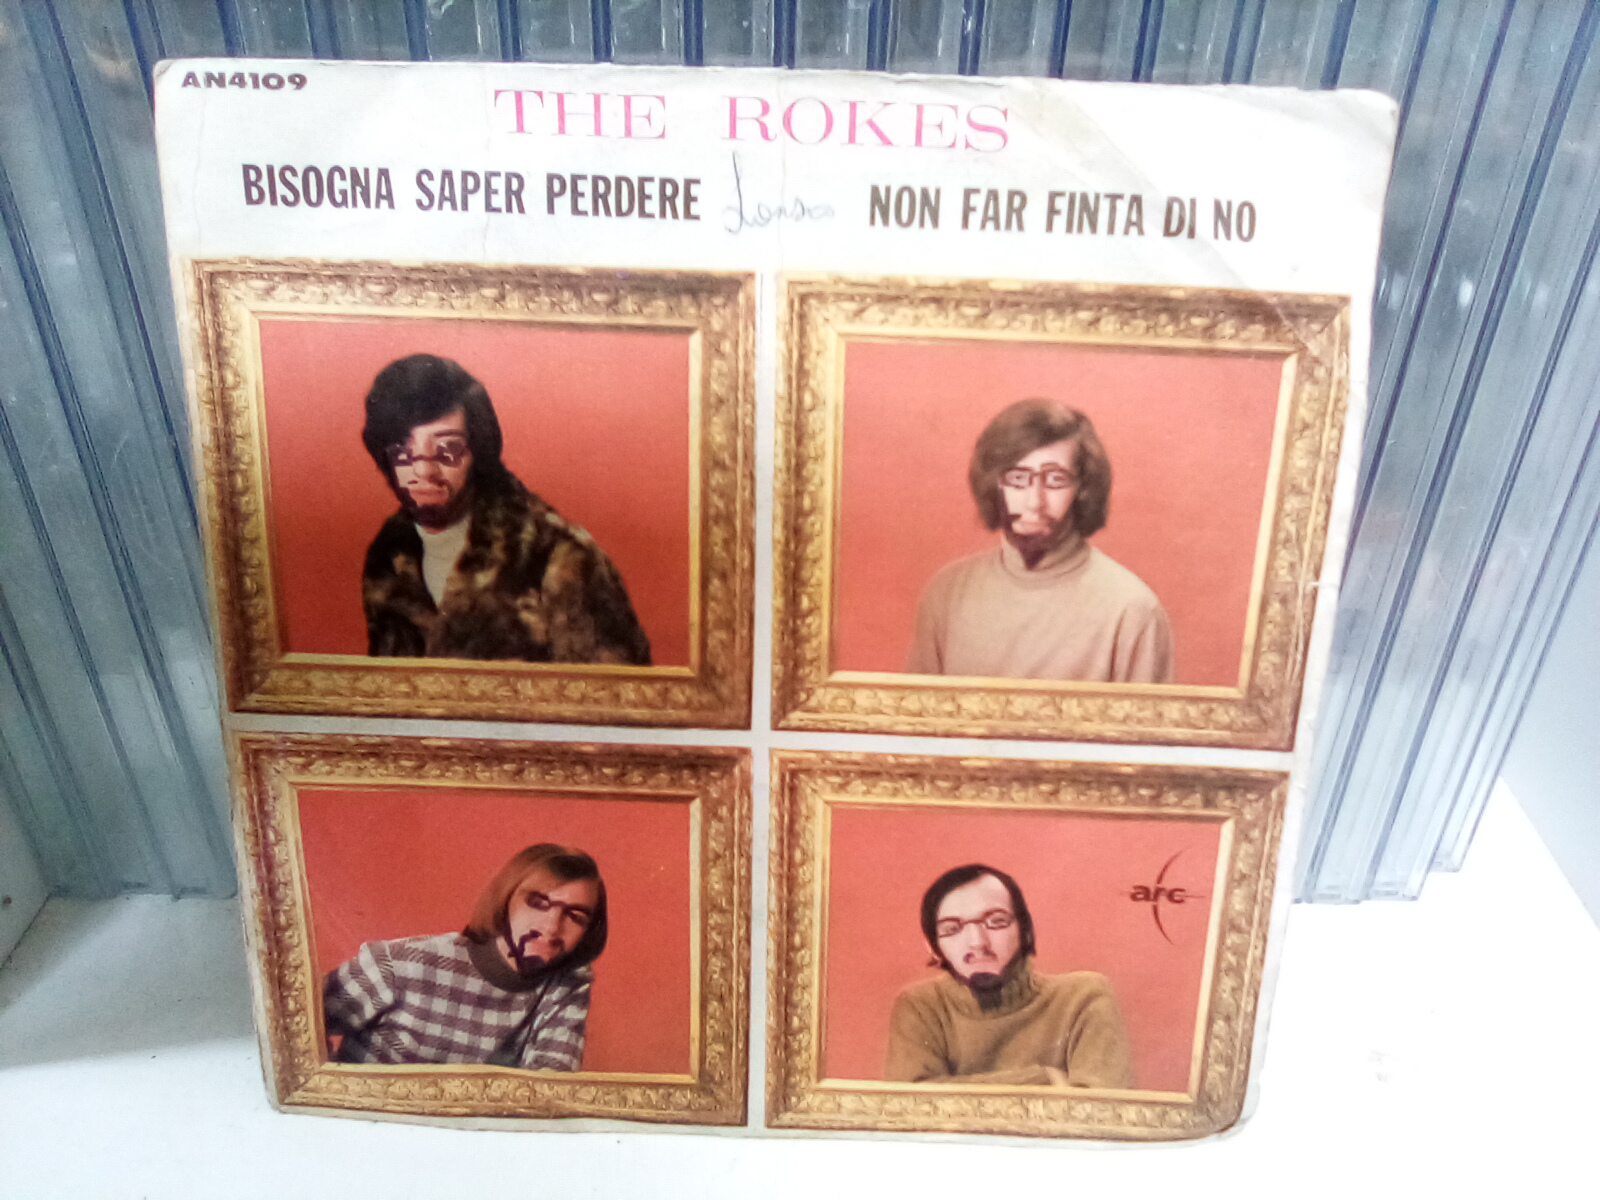 AN4109
THE ROKES
BISOGNA SAPER PERDERE NON FAR FINTA DI NO
arc